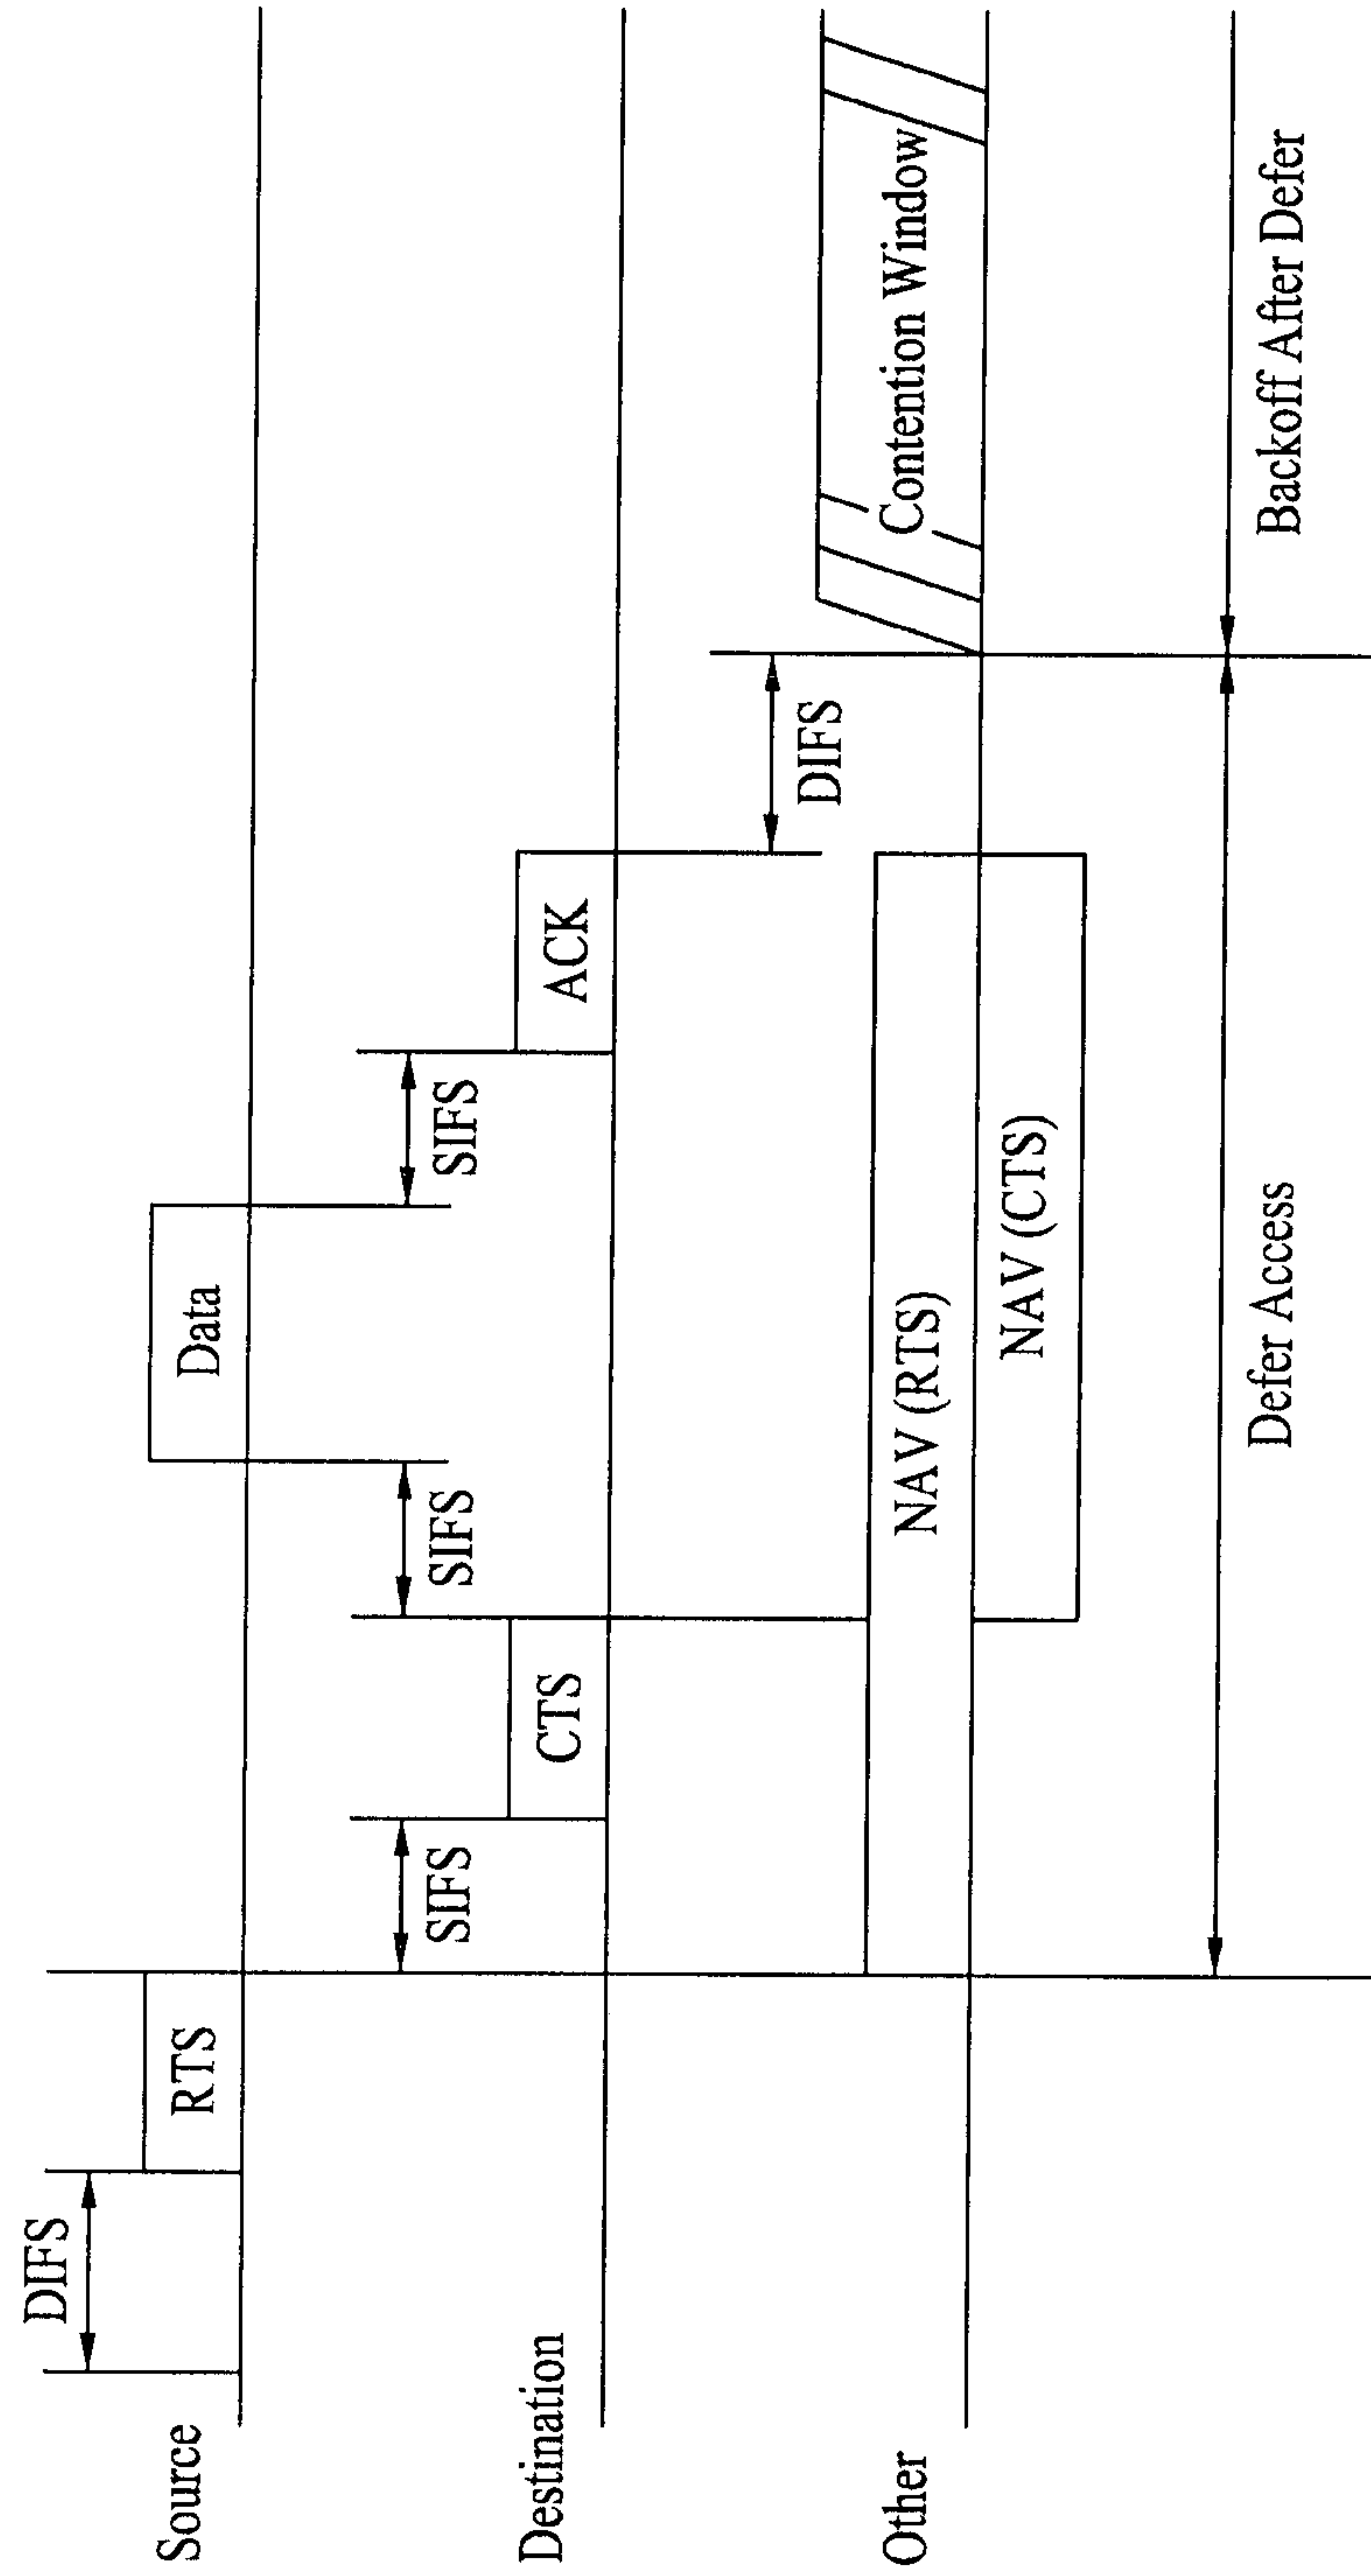 DIFS
Source
RTS
Data
SIFS
SIFS
SIFS
Destination
CTS
ACK
DIFS
Other
NAV (RTS)
Contention Window
NAV (CTS)
Defer Access
Backoff After Defer